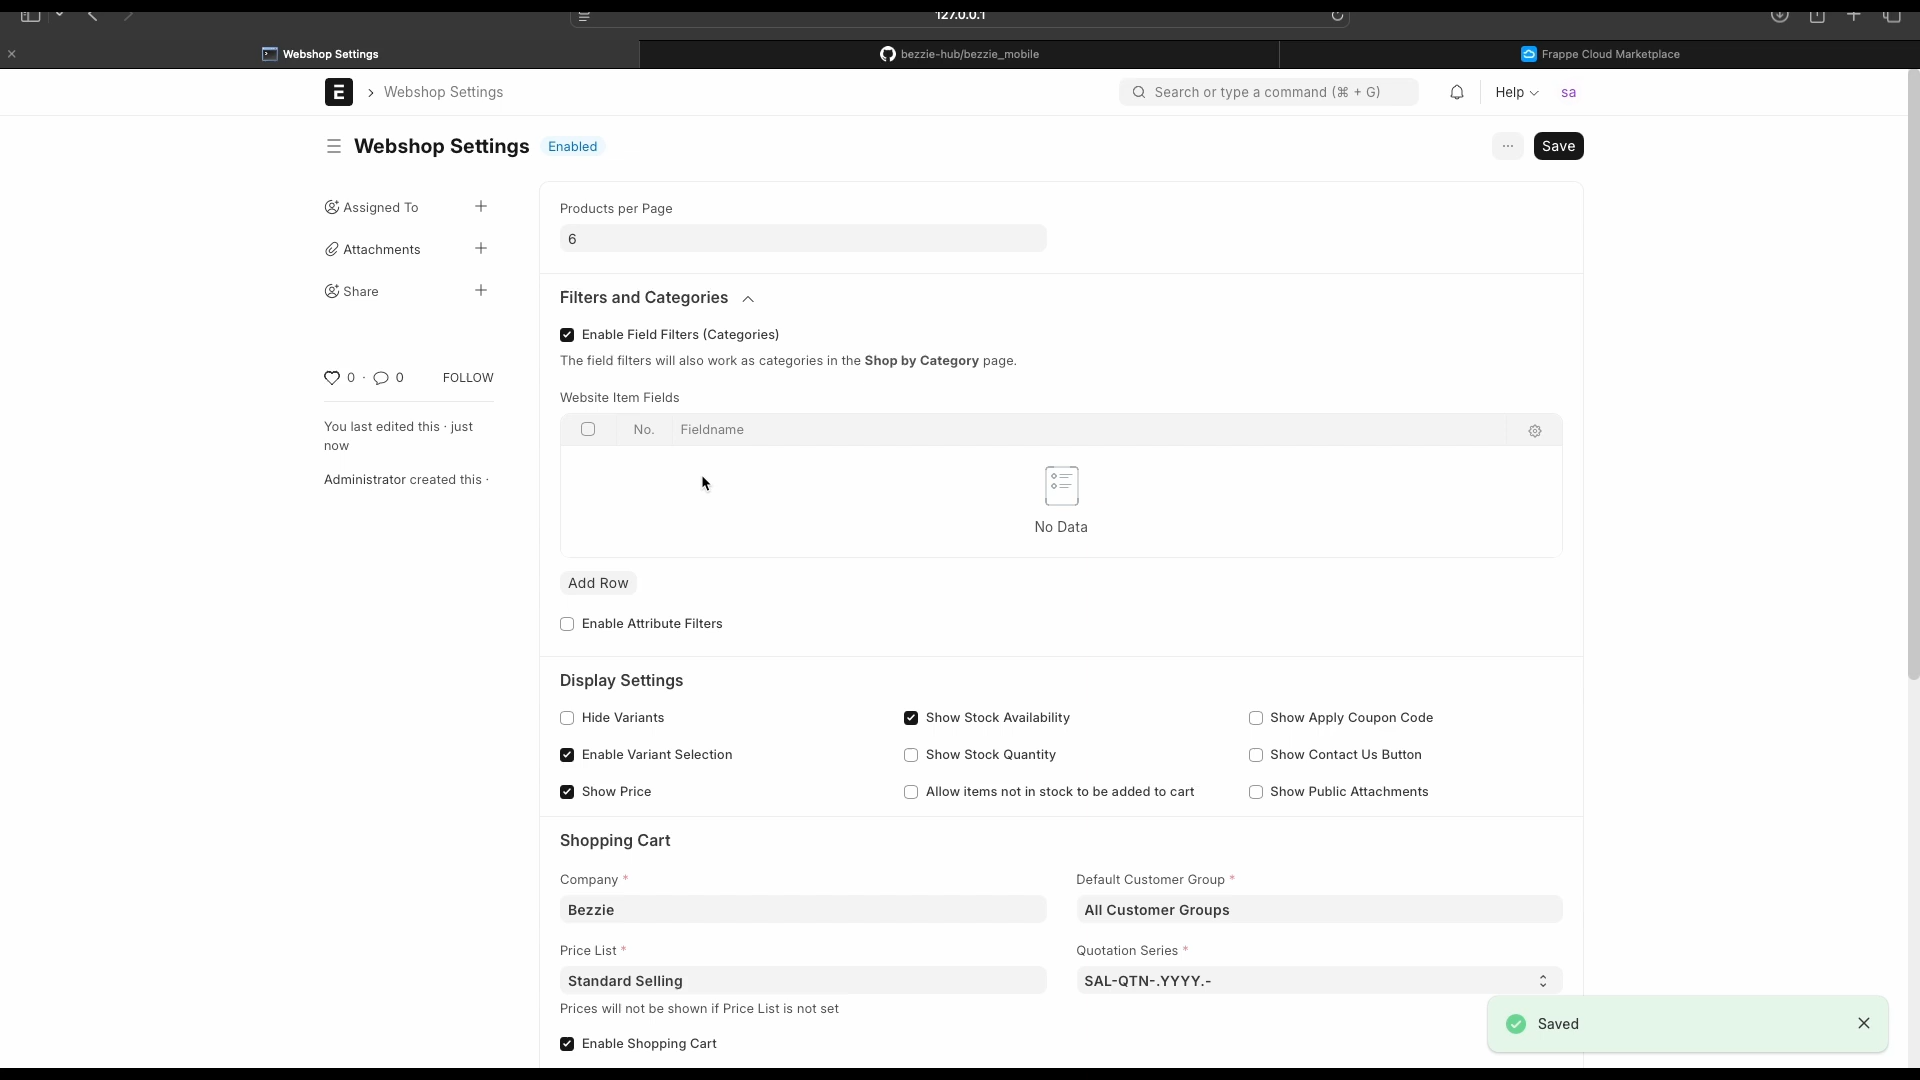 127.0.0.1
Webshop Settings
bezzie-hub/bezzie_mobile
Frappe Cloud Marketplace
E
Webshop Settings
Search or type a command (⌘ + G)
Help
sa
Webshop Settings
Enabled
Save
Assigned To
Attachments
Share
0 · 0
FOLLOW
You last edited this · just
now
Administrator created this ·
Products per Page
6
Filters and Categories
Enable Field Filters (Categories)
The field filters will also work as categories in the Shop by Category page.
Website Item Fields
No. Fieldname
No Data
Add Row
Enable Attribute Filters
Display Settings
Hide Variants
Show Stock Availability
Show Apply Coupon Code
Enable Variant Selection
Show Stock Quantity
Show Contact Us Button
Show Price
Allow items not in stock to be added to cart
Show Public Attachments
Shopping Cart
Company *
Default Customer Group *
Bezzie
All Customer Groups
Price List *
Quotation Series *
Standard Selling
SAL-QTN-.YYYY.-
Prices will not be shown if Price List is not set
Saved
Enable Shopping Cart